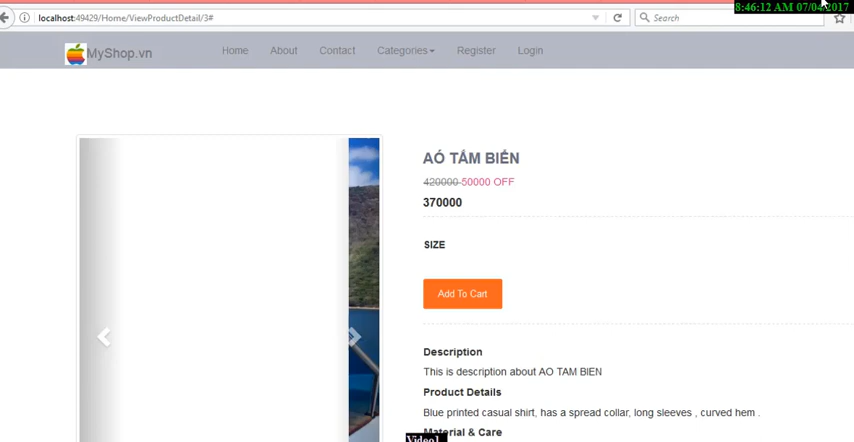 8:46:12 AM 07/04/2017
localhost:49429/Home/ViewProductDetail/3#
Search
MyShop.vn
Home
About
Contact
Categories
Register
Login
AÓ TẮM BIỂN
420000 50000 OFF
370000
SIZE
Add To Cart
Description
This is description about AO TAM BIEN
Product Details
Blue printed casual shirt, has a spread collar, long sleeves , curved hem .
Material & Care
Video1